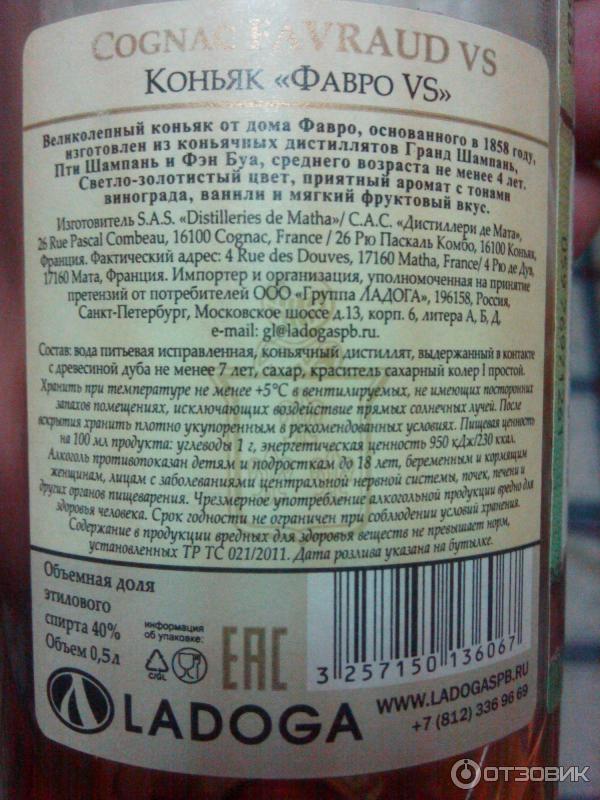 COGNAC FAVRAUD VS
КОНЬЯК «ФАВРО VS»
Великолепный коньяк от дома Фавро, основанного в 1858 году,
изготовлен из коньячных дистиллятов Гранд Шампань,
Пти Шампань и Фэн Буа, среднего возраста не менее 4 лет.
Светло-золотистый цвет, приятный аромат с тонами
винограда, ванили и мягкий фруктовый вкус.
Изготовитель S.A.S. «Distilleries de Matha»/ С.А.С. «Дистиллери де Мата»,
26 Rue Pascal Combeau, 16100 Cognac, France / 26 Рю Паскаль Комбо, 16100 Коньяк,
Франция. Фактический адрес: 4 Rue des Douves, 17160 Matha, France/ 4 Рю де Дув,
17160 Мата, Франция. Импортер и организация, уполномоченная на принятие
претензий от потребителей ООО «Группа ЛАДОГА», 196158, Россия,
Санкт-Петербург, Московское шоссе д.13, корп. 6, литера А, Б, Д,
e-mail: gl@ladogaspb.ru.
Состав: вода питьевая исправленная, коньячный дистиллят, выдержанный в контакте
с древесиной дуба не менее 7 лет, сахар, краситель сахарный колер I простой.
Хранить при температуре не менее +5°С в вентилируемых, не имеющих посторонних
запахов помещениях, исключающих воздействие прямых солнечных лучей. После
вскрытия хранить плотно укупоренным в рекомендованных условиях. Пищевая ценность
на 100 мл продукта: углеводы 1 г, энергетическая ценность 950 кДж/230 ккал.
Алкоголь противопоказан детям и подросткам до 18 лет, беременным и кормящим
женщинам, лицам с заболеваниями центральной нервной системы, почек, печени и
других органов пищеварения. Чрезмерное употребление алкогольной продукции вредно для
здоровья человека. Срок годности не ограничен при соблюдении условий хранения.
Содержание в продукции вредных для здоровья веществ не превышает норм,
установленных ТР ТС 021/2011. Дата розлива указана на бутылке.
Объемная доля
этилового
спирта 40%
Объем 0,5л
информация
об упаковке:
C/GL
EAC
3 257150 136067
LADOGA
WWW.LADOGASPB.RU
+7 (812) 336 96 69
ОТЗОВИК